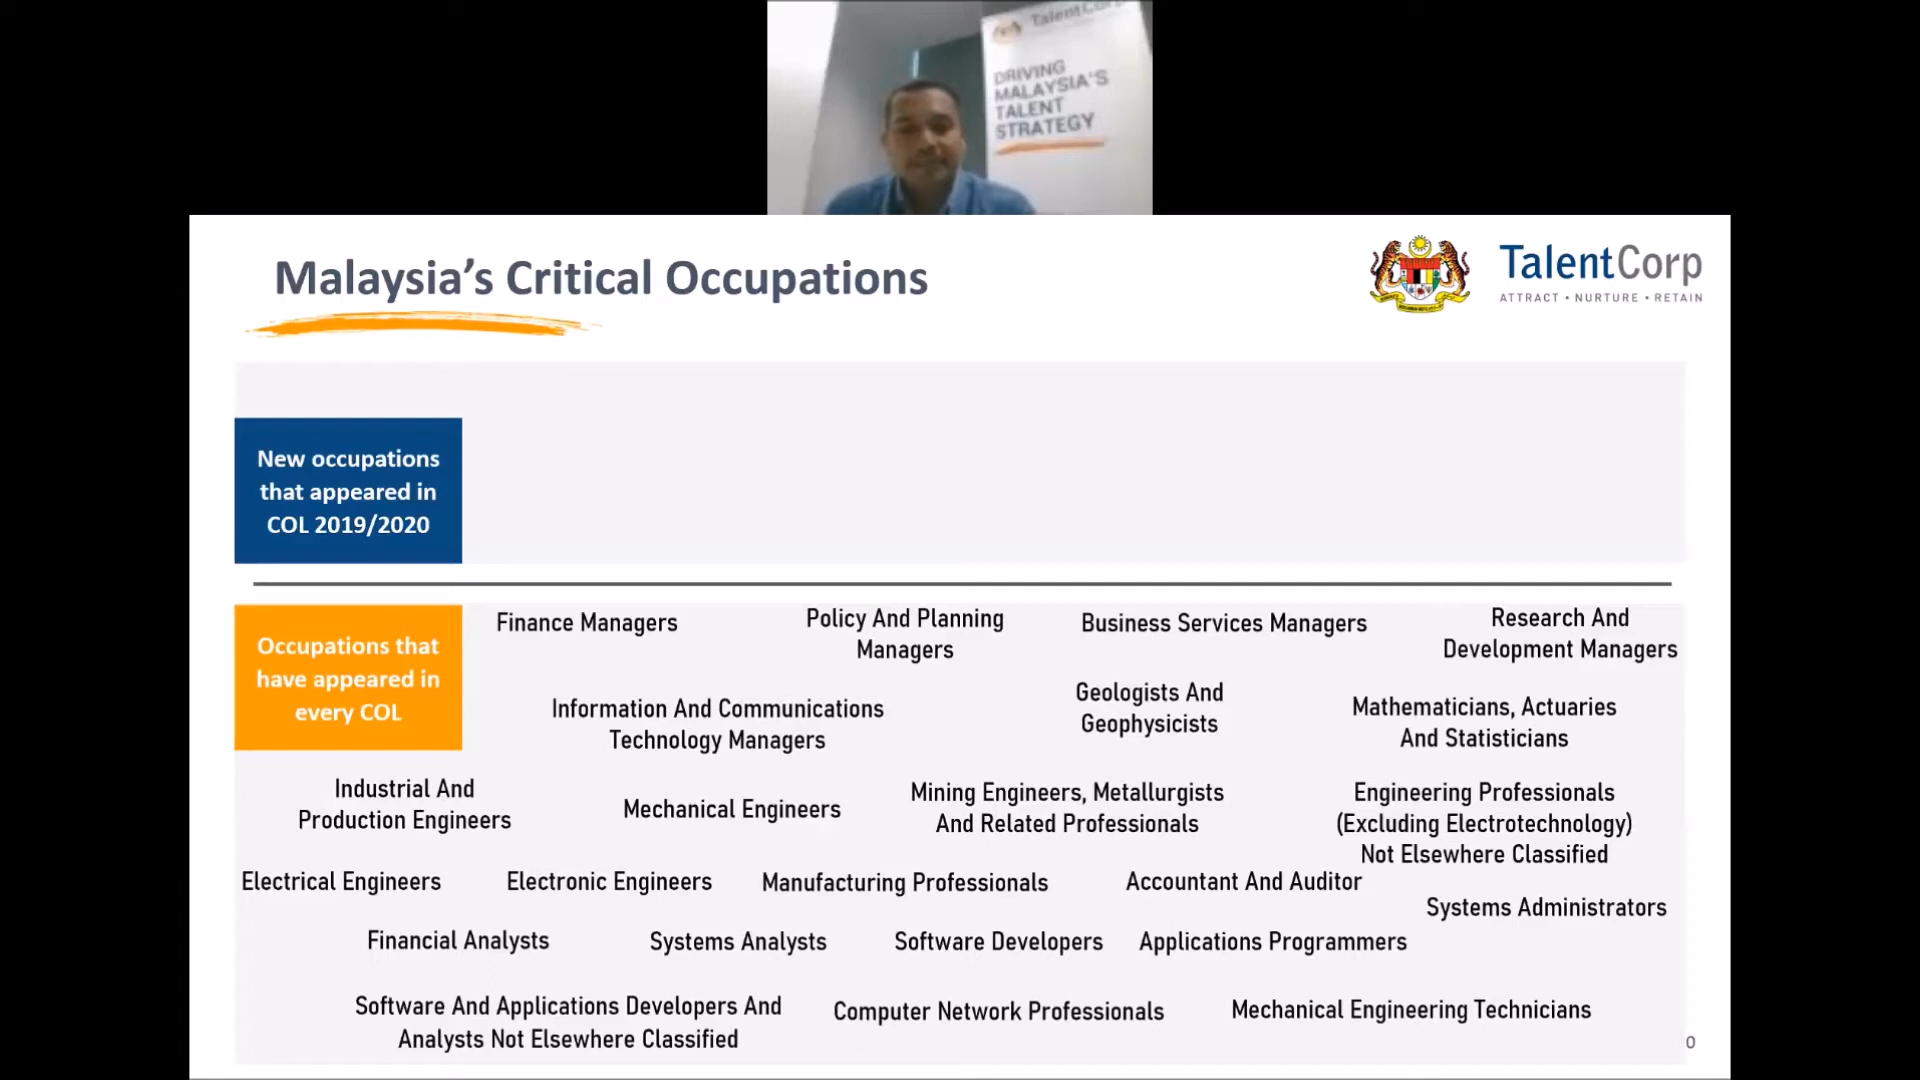 TalentCorp
DRIVING
MALAYSIA'S
TALENT
STRATEGY
Malaysia’s Critical Occupations
TalentCorp
ATTRACT • NURTURE • RETAIN
New occupations
that appeared in
COL 2019/2020
Occupations that
have appeared in
every COL
Finance Managers
Policy And Planning
Managers
Business Services Managers
Research And
Development Managers
Information And Communications
Technology Managers
Geologists And
Geophysicists
Mathematicians, Actuaries
And Statisticians
Industrial And
Production Engineers
Mechanical Engineers
Mining Engineers, Metallurgists
And Related Professionals
Engineering Professionals
(Excluding Electrotechnology)
Not Elsewhere Classified
Electrical Engineers
Electronic Engineers
Manufacturing Professionals
Accountant And Auditor
Systems Administrators
Financial Analysts
Systems Analysts
Software Developers
Applications Programmers
Software And Applications Developers And
Analysts Not Elsewhere Classified
Computer Network Professionals
Mechanical Engineering Technicians
0